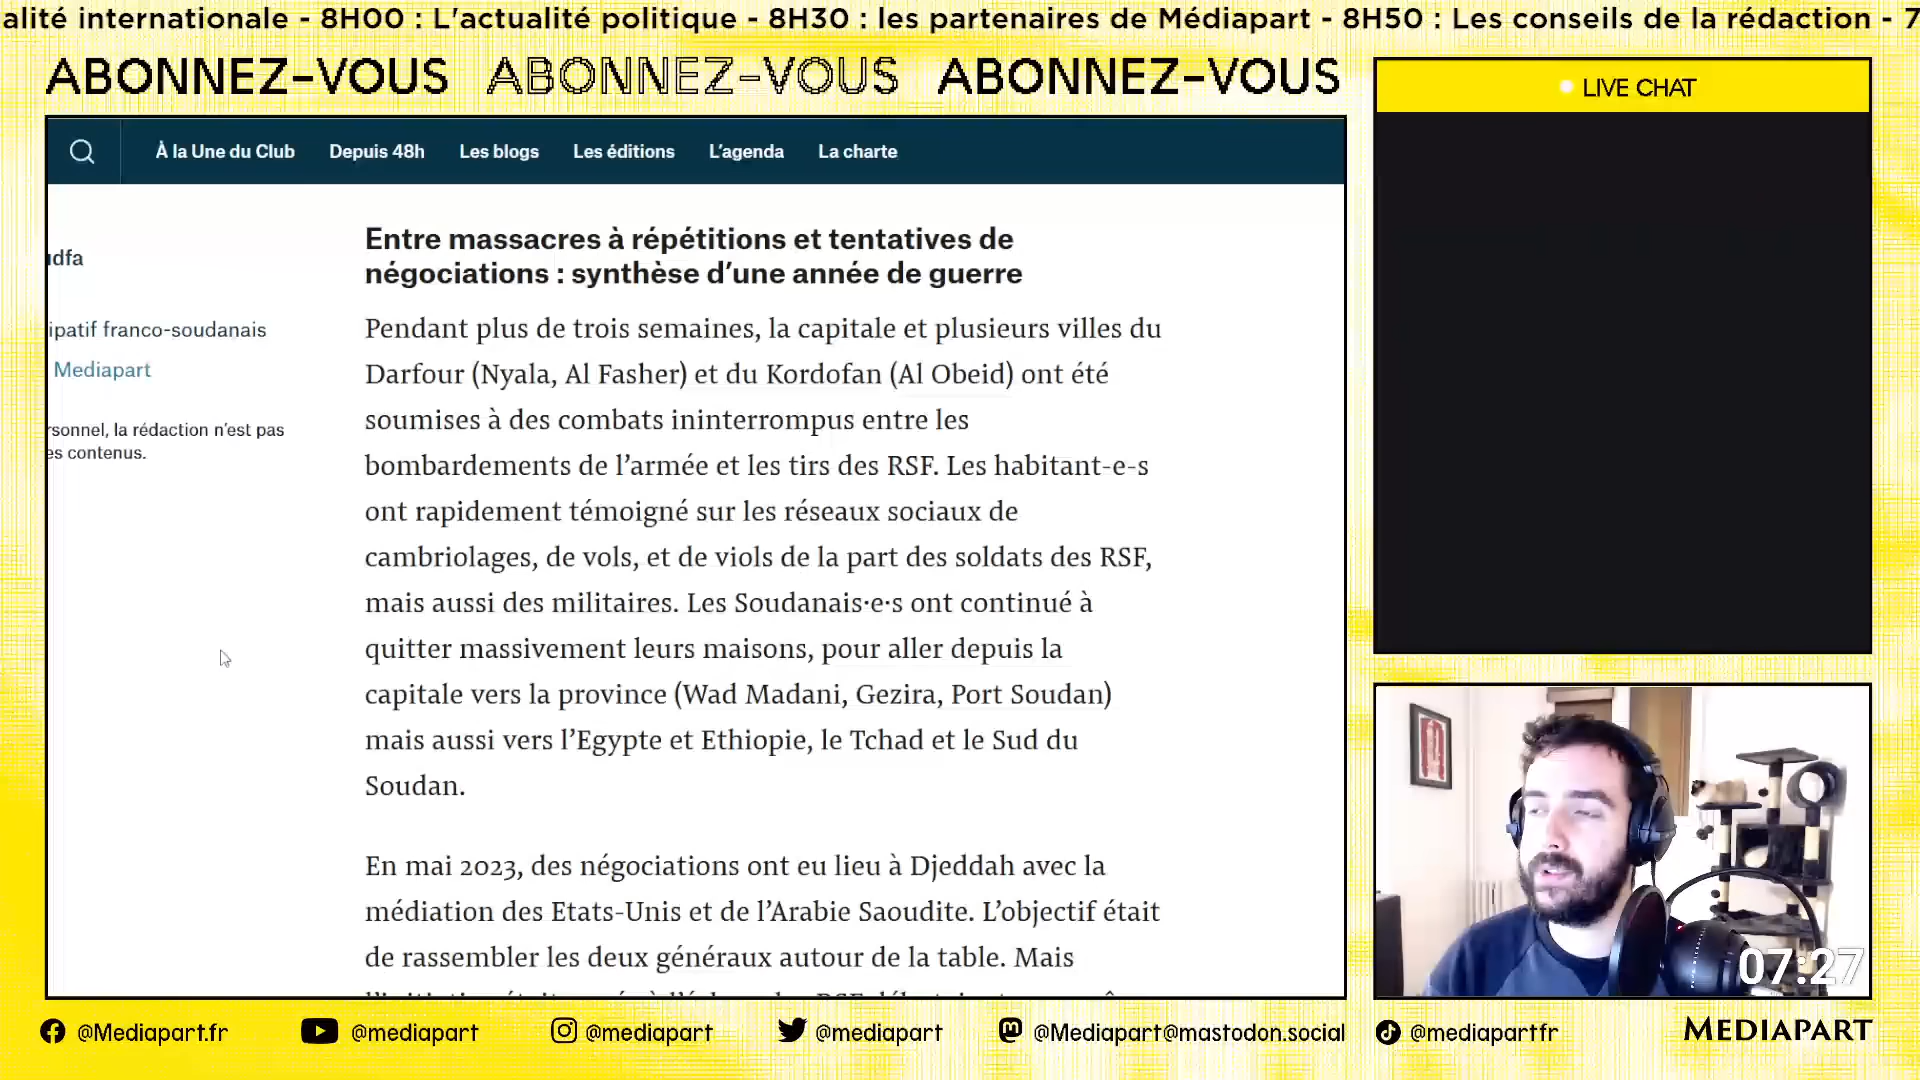 alité internationale - 8H00 : L'actualité politique - 8H30 : les partenaires de Médiapart - 8H50 : Les conseils de la rédaction - 7
ABONNEZ-VOUS ABONNEZ-VOUS ABONNEZ-VOUS
LIVE CHAT
À la Une du Club Depuis 48h Les blogs Les éditions L'agenda La charte
udfa
ipatif franco-soudanais
Mediapart
rsonnel, la rédaction n'est pas
es contenus.
Entre massacres à répétitions et tentatives de
négociations : synthèse d'une année de guerre
Pendant plus de trois semaines, la capitale et plusieurs villes du
Darfour (Nyala, Al Fasher) et du Kordofan (Al Obeid) ont été
soumises à des combats ininterrompus entre les
bombardements de l'armée et les tirs des RSF. Les habitant-e-s
ont rapidement témoigné sur les réseaux sociaux de
cambriolages, de vols, et de viols de la part des soldats des RSF,
mais aussi des militaires. Les Soudanais·e·s ont continué à
quitter massivement leurs maisons, pour aller depuis la
capitale vers la province (Wad Madani, Gezira, Port Soudan)
mais aussi vers l'Egypte et Ethiopie, le Tchad et le Sud du
Soudan.
En mai 2023, des négociations ont eu lieu à Djeddah avec la
médiation des Etats-Unis et de l'Arabie Saoudite. L'objectif était
de rassembler les deux généraux autour de la table. Mais
07:27
@Mediapart.fr @mediapart @mediapart @mediapart @Mediapart@mastodon.social @mediapartfr MEDIAPART